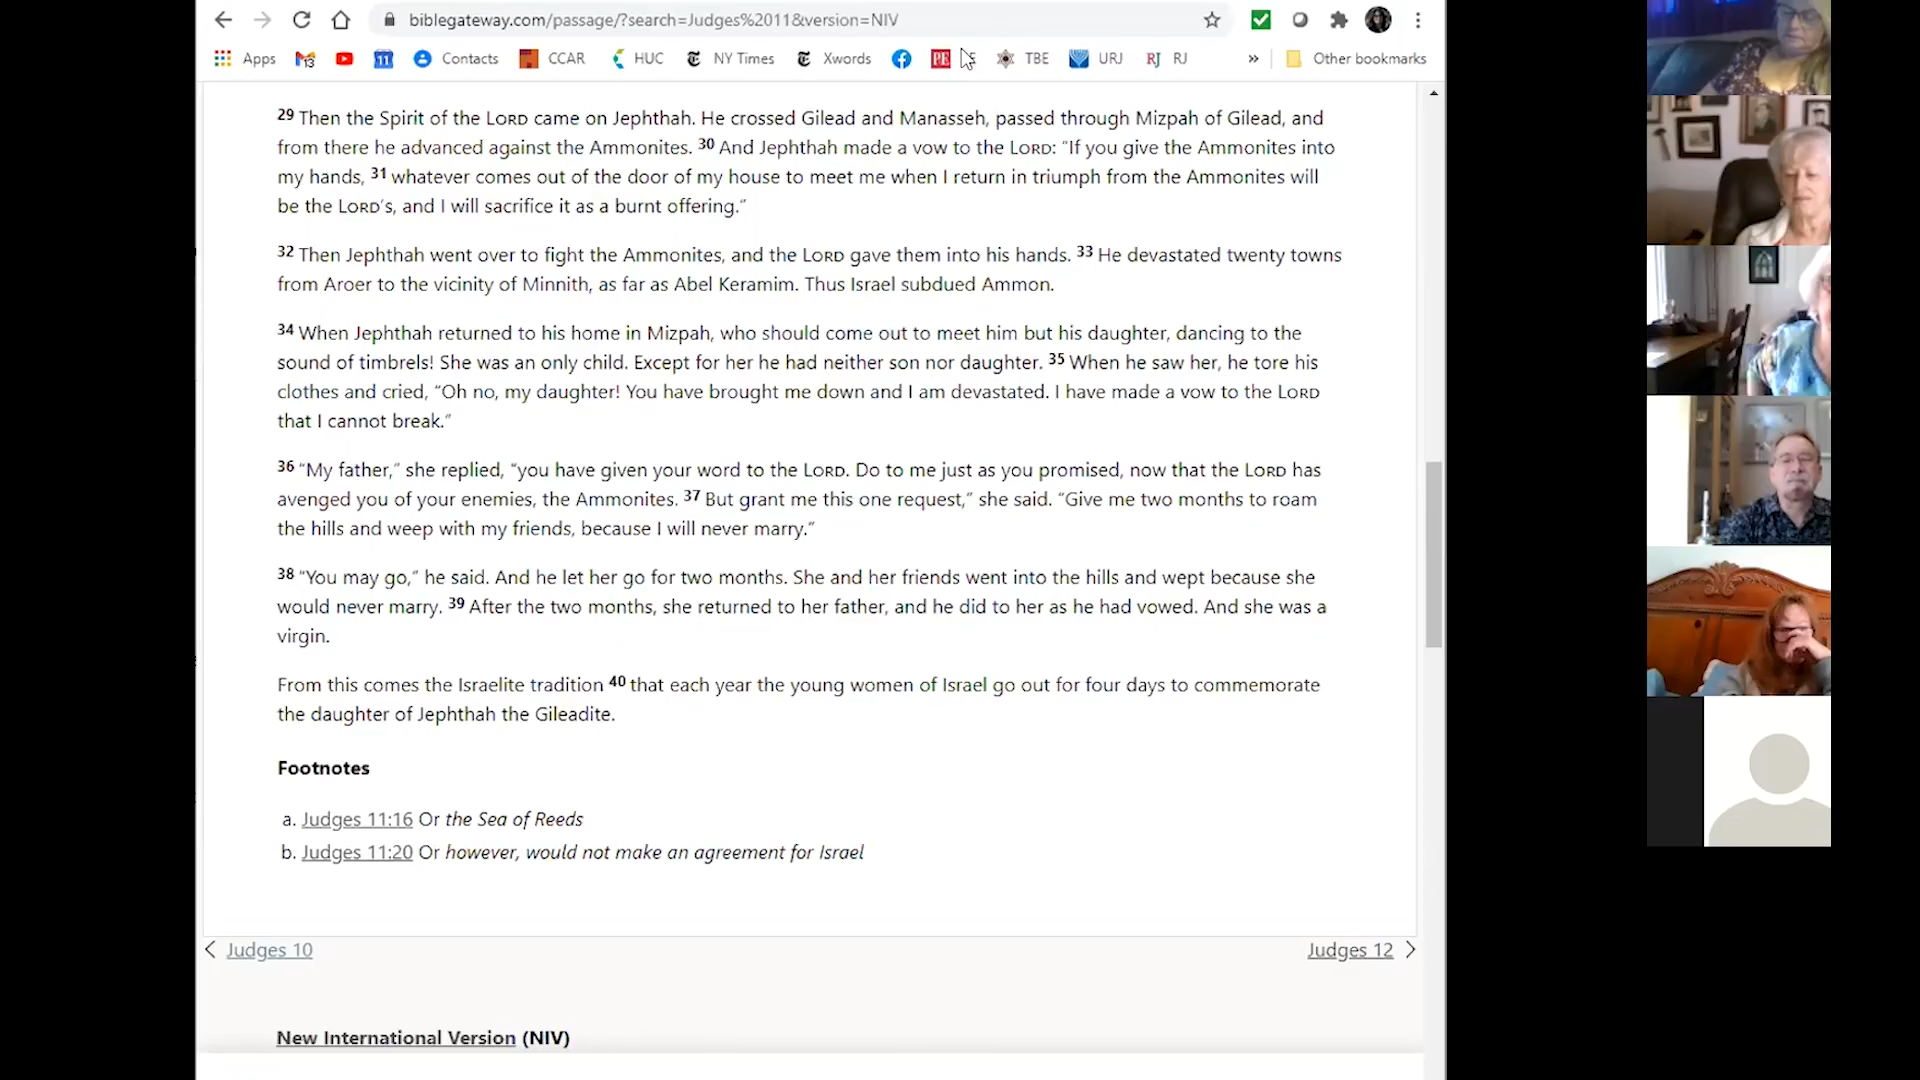 biblegateway.com/passage/?search=Judges%2011&version=NIV
Apps 13 11 Contacts CCAR HUC NY Times Xwords PE TBE URJ RJ RJ » Other bookmarks
29 Then the Spirit of the LORD came on Jephthah. He crossed Gilead and Manasseh, passed through Mizpah of Gilead, and
from there he advanced against the Ammonites. 30 And Jephthah made a vow to the LORD: “If you give the Ammonites into
my hands, 31 whatever comes out of the door of my house to meet me when I return in triumph from the Ammonites will
be the LORD’s, and I will sacrifice it as a burnt offering.”
32 Then Jephthah went over to fight the Ammonites, and the LORD gave them into his hands. 33 He devastated twenty towns
from Aroer to the vicinity of Minnith, as far as Abel Keramim. Thus Israel subdued Ammon.
34 When Jephthah returned to his home in Mizpah, who should come out to meet him but his daughter, dancing to the
sound of timbrels! She was an only child. Except for her he had neither son nor daughter. 35 When he saw her, he tore his
clothes and cried, “Oh no, my daughter! You have brought me down and I am devastated. I have made a vow to the LORD
that I cannot break.”
36 “My father,” she replied, “you have given your word to the LORD. Do to me just as you promised, now that the LORD has
avenged you of your enemies, the Ammonites. 37 But grant me this one request,” she said. “Give me two months to roam
the hills and weep with my friends, because I will never marry.”
38 “You may go,” he said. And he let her go for two months. She and her friends went into the hills and wept because she
would never marry. 39 After the two months, she returned to her father, and he did to her as he had vowed. And she was a
virgin.
From this comes the Israelite tradition 40 that each year the young women of Israel go out for four days to commemorate
the daughter of Jephthah the Gileadite.
Footnotes
a. Judges 11:16 Or the Sea of Reeds
b. Judges 11:20 Or however, would not make an agreement for Israel
Judges 10
Judges 12
New International Version (NIV)